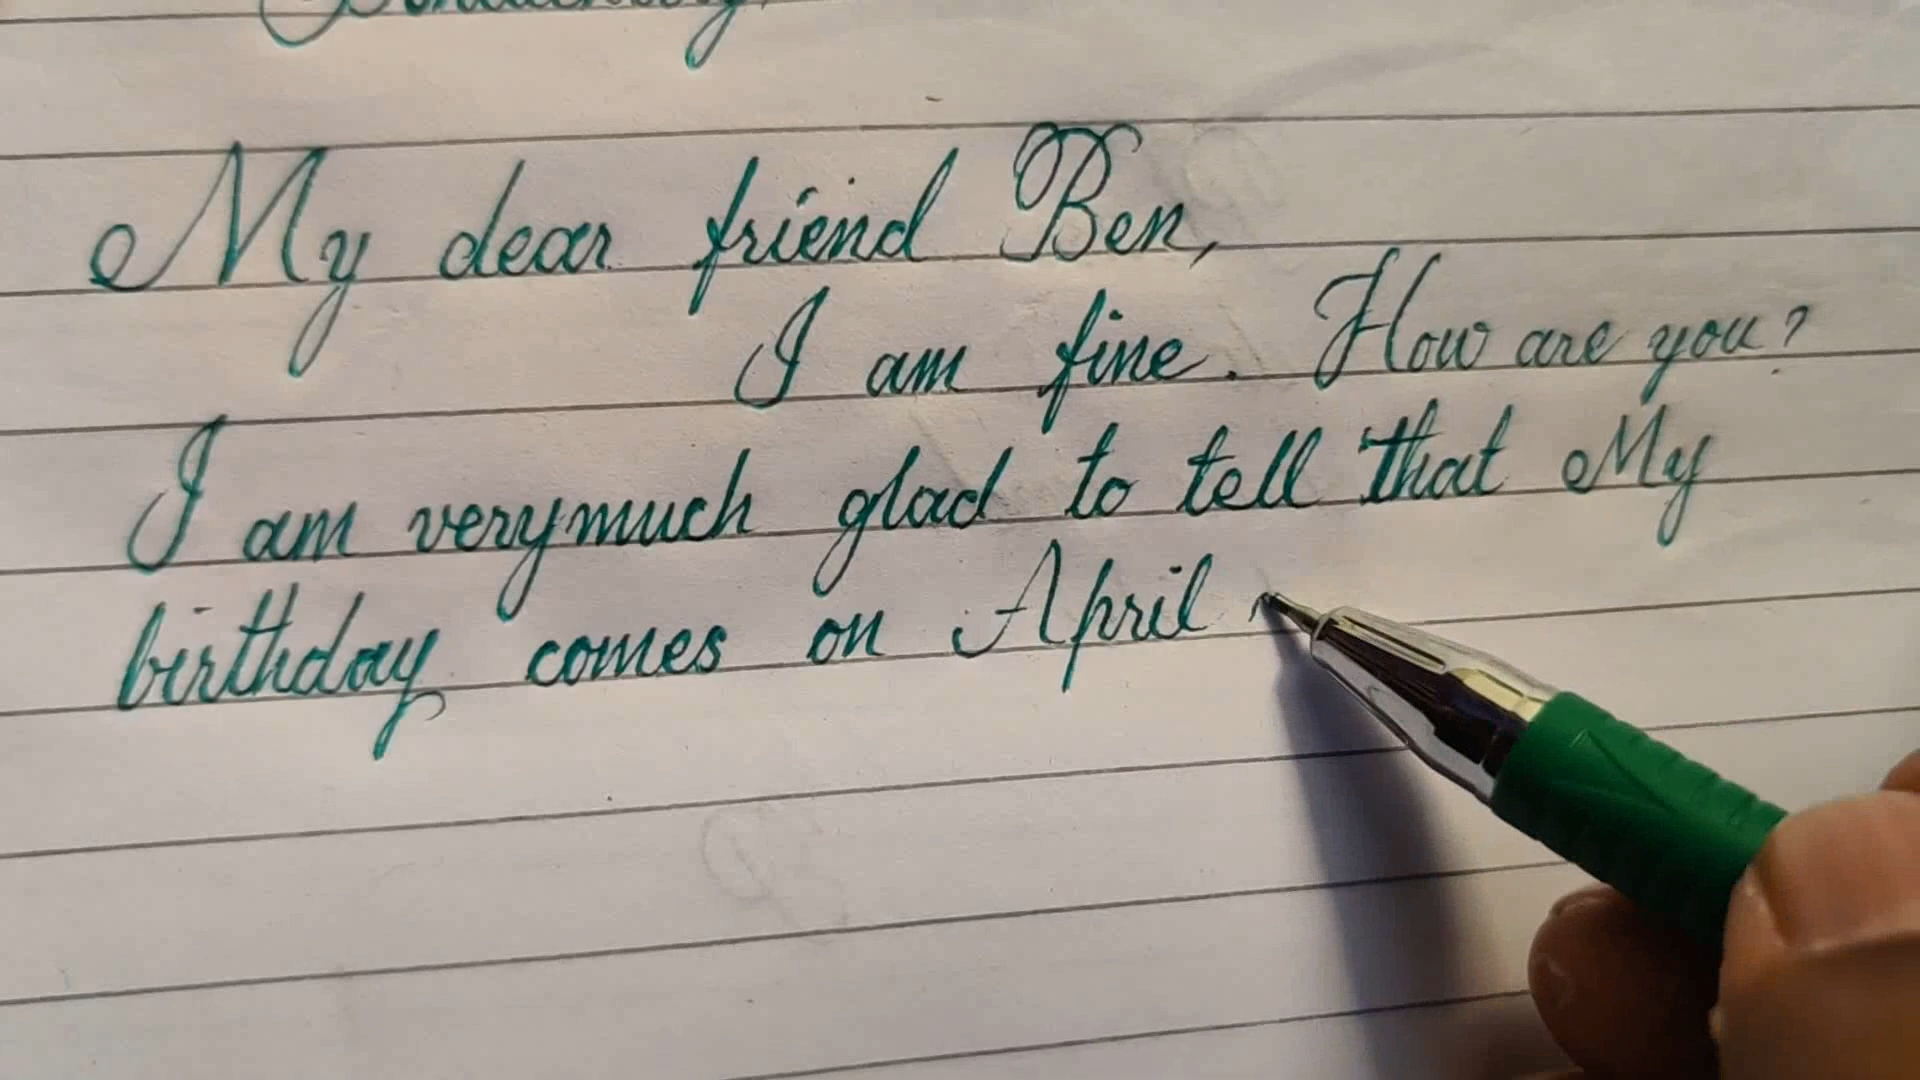 My dear friend Ben,
I am fine. How are you?
I am verymuch glad to tell that My
birthday comes on April